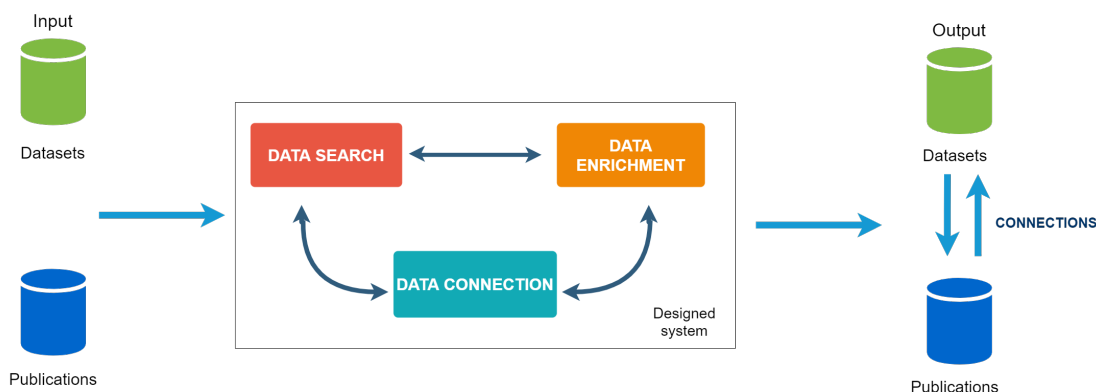 Input
Datasets
Publications
DATA SEARCH
DATA
ENRICHMENT
DATA CONNECTION
Designed
system
Output
Datasets
CONNECTIONS
Publications